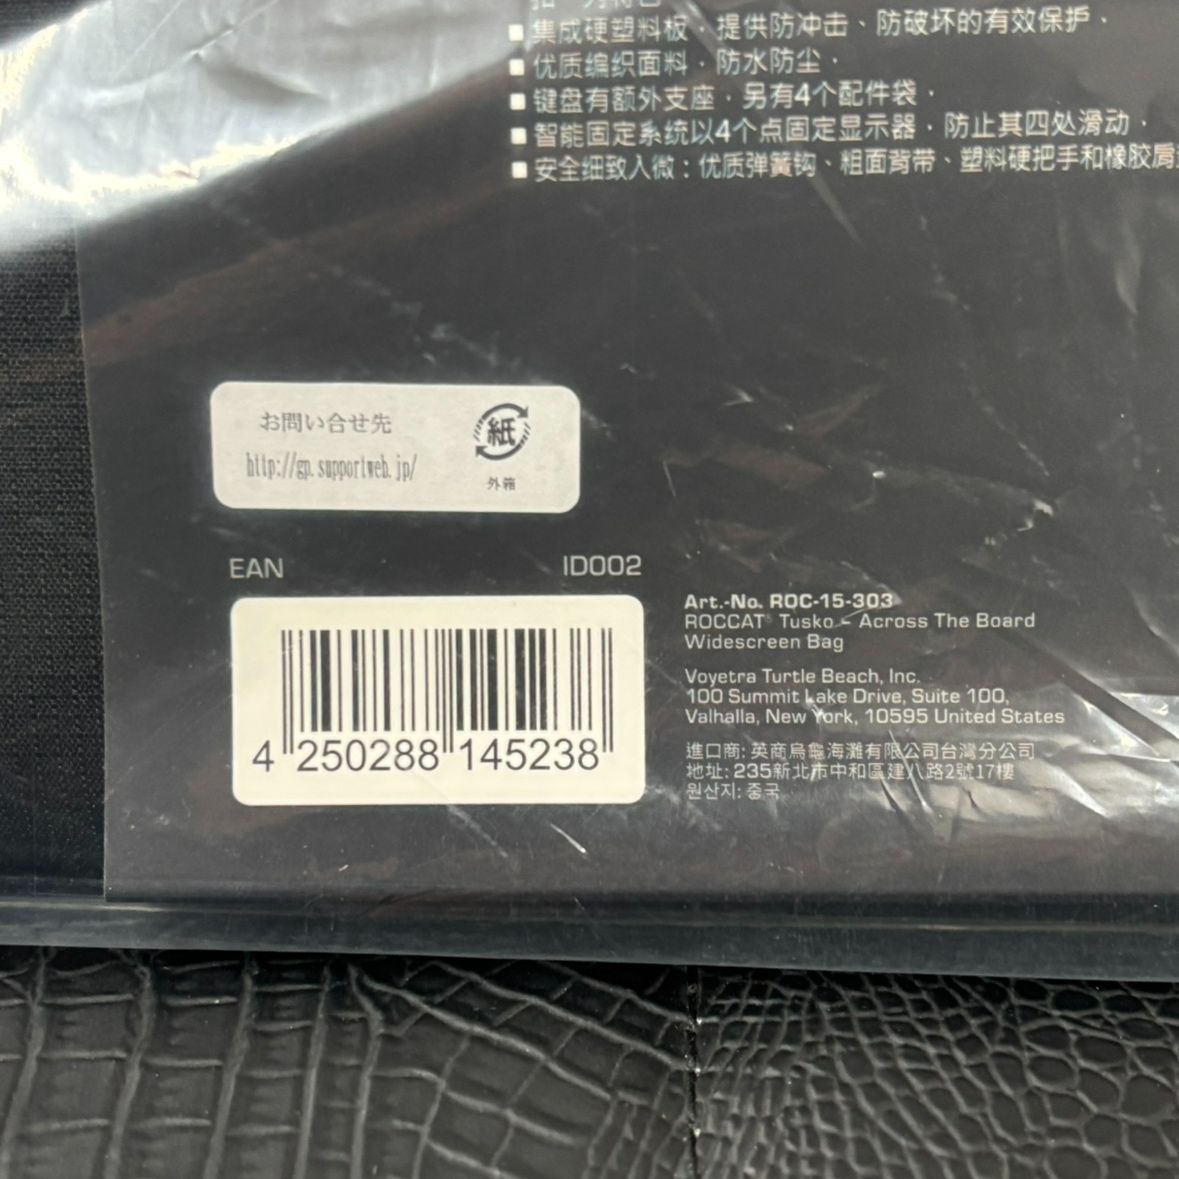 ■ 集成硬塑料板，提供防冲击、防破坏的有效保护．
■ 优质编织面料．防水防尘．
■ 键盘有额外支座．另有4个配件袋．
■ 智能固定系统以4个点固定显示器．防止其四处滑动．
■ 安全细致入微：优质弹簧钩、粗面背带、塑料硬把手和橡胶肩
お問い合せ先
http://gp.supportweb.jp/
紙
外箱
EAN
ID002
4 250288 145238
Art.-No. ROC-15-303
ROCCAT® Tusko – Across The Board
Widescreen Bag
Voyetra Turtle Beach, Inc.
100 Summit Lake Drive, Suite 100,
Valhalla, New York, 10595 United States
進口商: 英商烏龜海灘有限公司台灣分公司
地址: 235新北市中和區建八路2號17樓
원산지: 중국